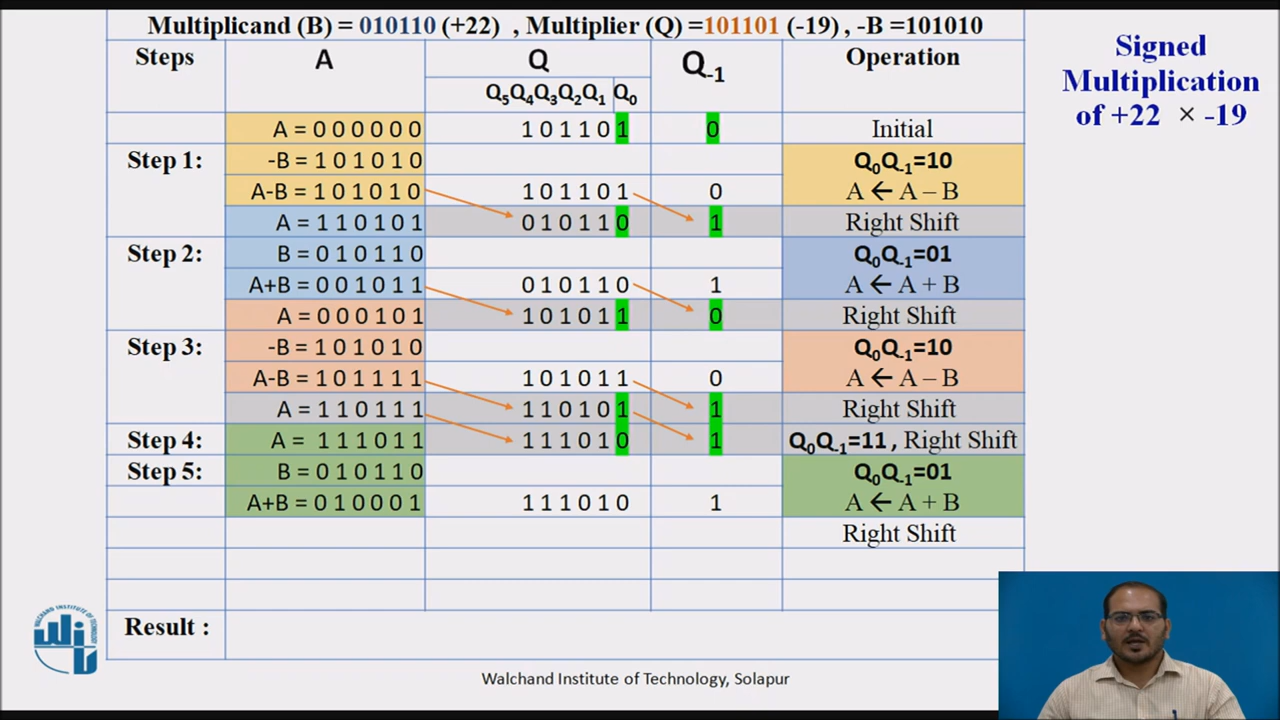 Multiplicand (B) = 010110 (+22) , Multiplier (Q) =101101 (-19) , -B =101010
Signed
Multiplication
of +22 × -19
Steps A Q Q-1 Operation
Q5Q4Q3Q2Q1 Q0
A = 0 0 0 0 0 0 1 0 1 1 0 1 0 Initial
Step 1: -B = 1 0 1 0 1 0 Q0Q-1=10
A-B = 1 0 1 0 1 0 1 0 1 1 0 1 0 A ← A – B
A = 1 1 0 1 0 1 0 1 0 1 1 0 1 Right Shift
Step 2: B = 0 1 0 1 1 0 Q0Q-1=01
A+B = 0 0 1 0 1 1 0 1 0 1 1 0 1 A ← A + B
A = 0 0 0 1 0 1 1 0 1 0 1 1 0 Right Shift
Step 3: -B = 1 0 1 0 1 0 Q0Q-1=10
A-B = 1 0 1 1 1 1 1 0 1 0 1 1 0 A ← A – B
A = 1 1 0 1 1 1 1 1 0 1 0 1 1 Right Shift
Step 4: A = 1 1 1 0 1 1 1 1 1 0 1 0 1 Q0Q-1=11 , Right Shift
Step 5: B = 0 1 0 1 1 0 Q0Q-1=01
A+B = 0 1 0 0 0 1 1 1 1 0 1 0 1 A ← A + B
Right Shift
Result :
WALCHAND INSTITUTE OF TECHNOLOGY, SOLAPUR
WIT
Walchand Institute of Technology, Solapur